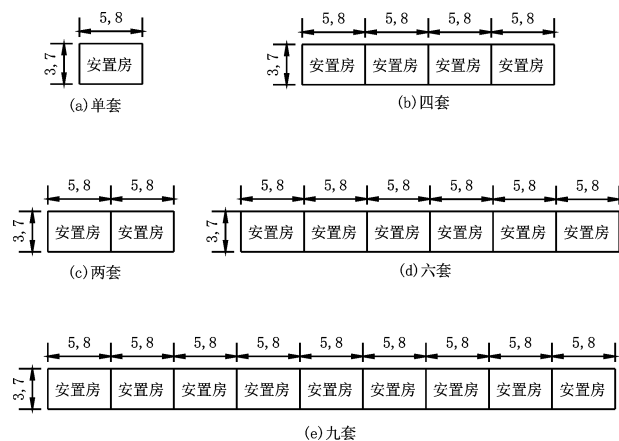 5,8 5,8 5,8 5,8 5,8
3,7 安置房 3,7 安置房 安置房 安置房 安置房
(a)单套 (b)四套
5,8 5,8 5,8 5,8 5,8 5,8 5,8 5,8
3,7 安置房 安置房 3,7 安置房 安置房 安置房 安置房 安置房 安置房
(c)两套 (d)六套
5,8 5,8 5,8 5,8 5,8 5,8 5,8 5,8 5,8
3,7 安置房 安置房 安置房 安置房 安置房 安置房 安置房 安置房 安置房
(e)九套